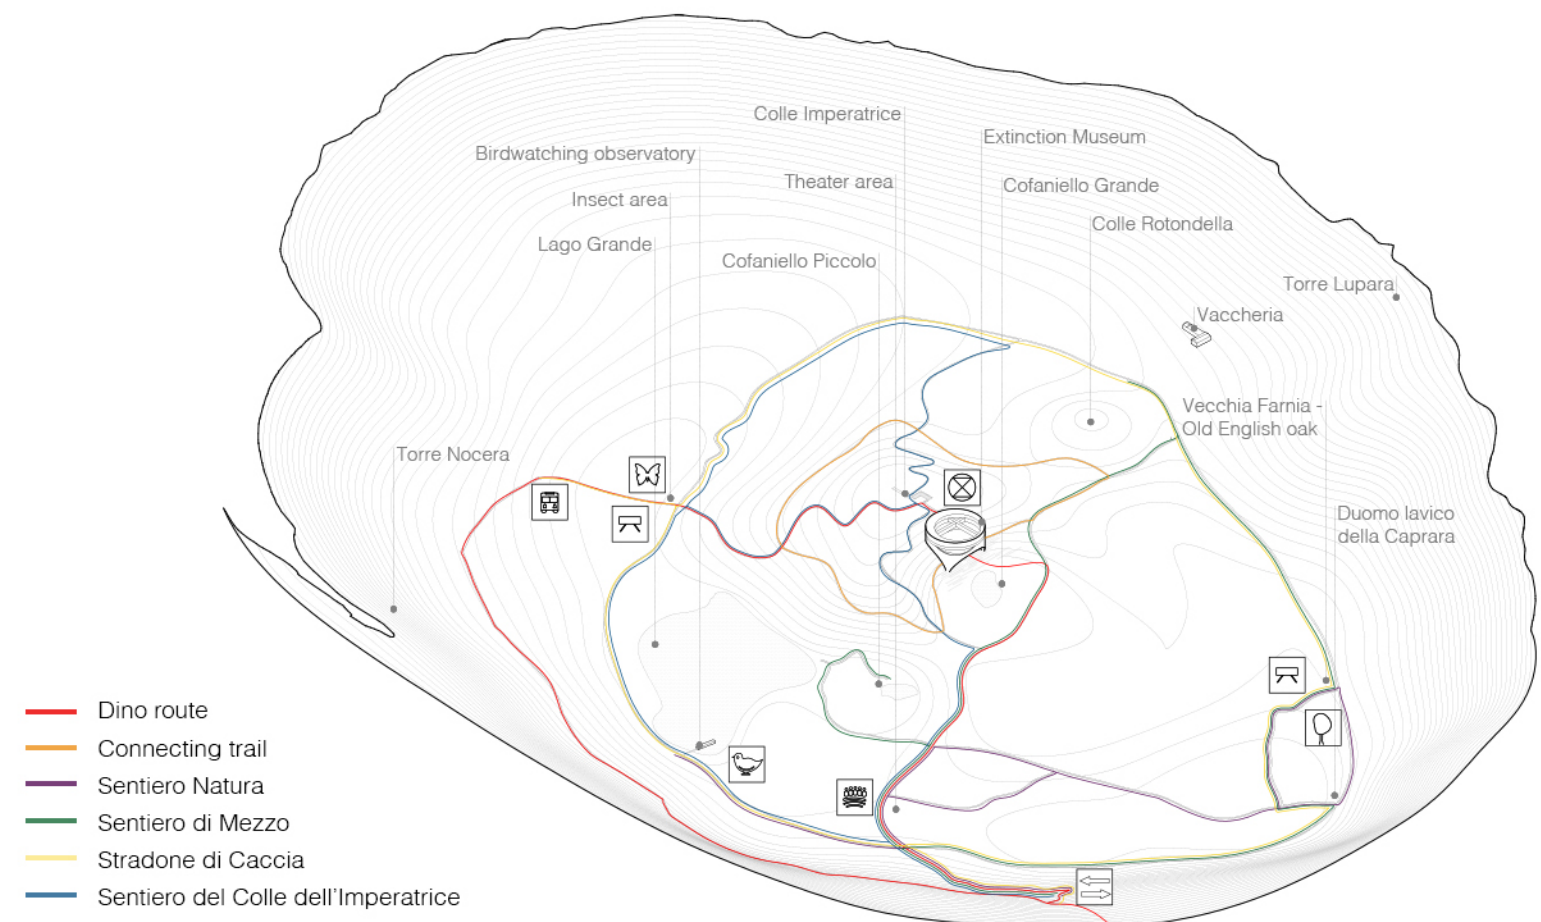 Colle Imperatrice
Extinction Museum
Birdwatching observatory
Theater area
Cofaniello Grande
Insect area
Colle Rotondella
Lago Grande
Cofaniello Piccolo
Torre Lupara
Vaccheria
Vecchia Farnia -
Old English oak
Torre Nocera
Duomo lavico
della Caprara
Dino route
Connecting trail
Sentiero Natura
Sentiero di Mezzo
Stradone di Caccia
Sentiero del Colle dell'Imperatrice